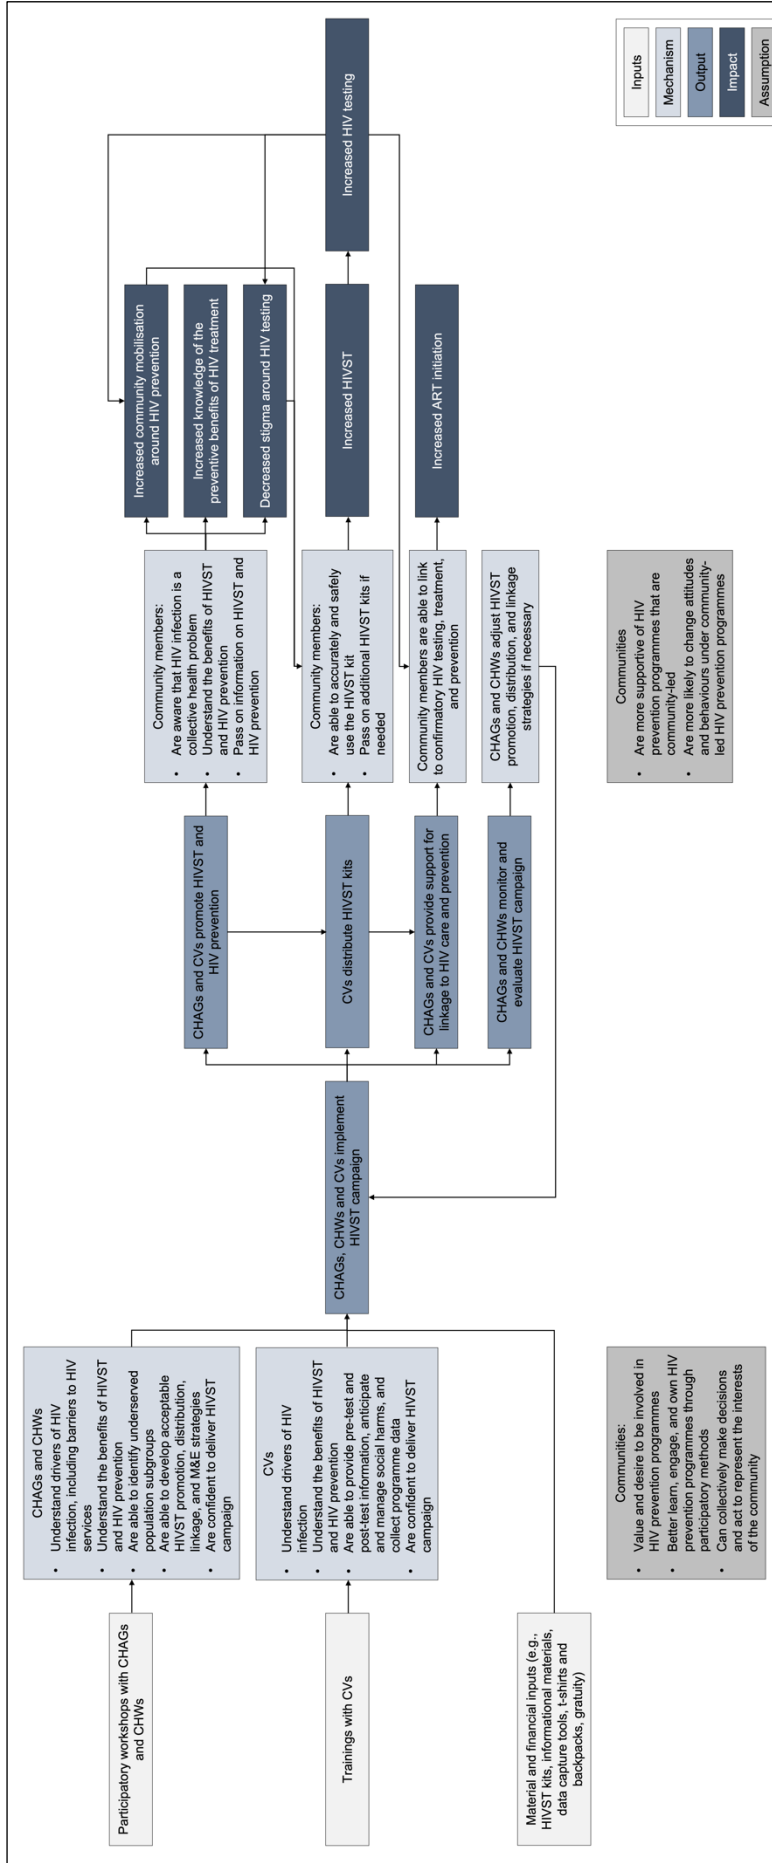 Participatory workshops with CHAGs
and CHWs
Trainings with CVs
Material and financial inputs (e.g.,
HIVST kits, informational materials,
data capture tools, t-shirts and
backpacks, gratuity)
CHAGs and CHWs
• Understand drivers of HIV
infection, including barriers to HIV
services
• Understand the benefits of HIVST
and HIV prevention
• Are able to identify underserved
population subgroups
• Are able to develop acceptable
HIVST promotion, distribution,
linkage, and M&E strategies
• Are confident to deliver HIVST
campaign
CVs
• Understand drivers of HIV
infection
• Understand the benefits of HIVST
and HIV prevention
• Are able to provide pre-test and
post-test information, anticipate
and manage social harms, and
collect programme data
• Are confident to deliver HIVST
campaign
Communities:
• Value and desire to be involved in
HIV prevention programmes
• Better learn, engage, and own HIV
prevention programmes through
participatory methods
• Can collectively make decisions
and act to represent the interests
of the community
CHAGs, CHWs and CVs implement
HIVST campaign
CHAGs and CVs promote HIVST and
HIV prevention
CVs distribute HIVST kits
CHAGs and CVs provide support for
linkage to HIV care and prevention
CHAGs and CHWs monitor and
evaluate HIVST campaign
Community members:
• Are aware that HIV infection is a
collective health problem
• Understand the benefits of HIVST
and HIV prevention
• Pass on information on HIVST and
HIV prevention
Community members:
• Are able to accurately and safely
use the HIVST kit
• Pass on additional HIVST kits if
needed
Community members are able to link
to confirmatory HIV testing, treatment,
and prevention
CHAGs and CHWs adjust HIVST
promotion, distribution, and linkage
strategies if necessary
Communities
• Are more supportive of HIV
prevention programmes that are
community-led
• Are more likely to change attitudes
and behaviours under community-
led HIV prevention programmes
Increased community mobilisation
around HIV prevention
Increased knowledge of the
preventive benefits of HIV treatment
Decreased stigma around HIV testing
Increased HIVST
Increased ART initiation
Increased HIV testing
Inputs
Mechanism
Output
Impact
Assumption